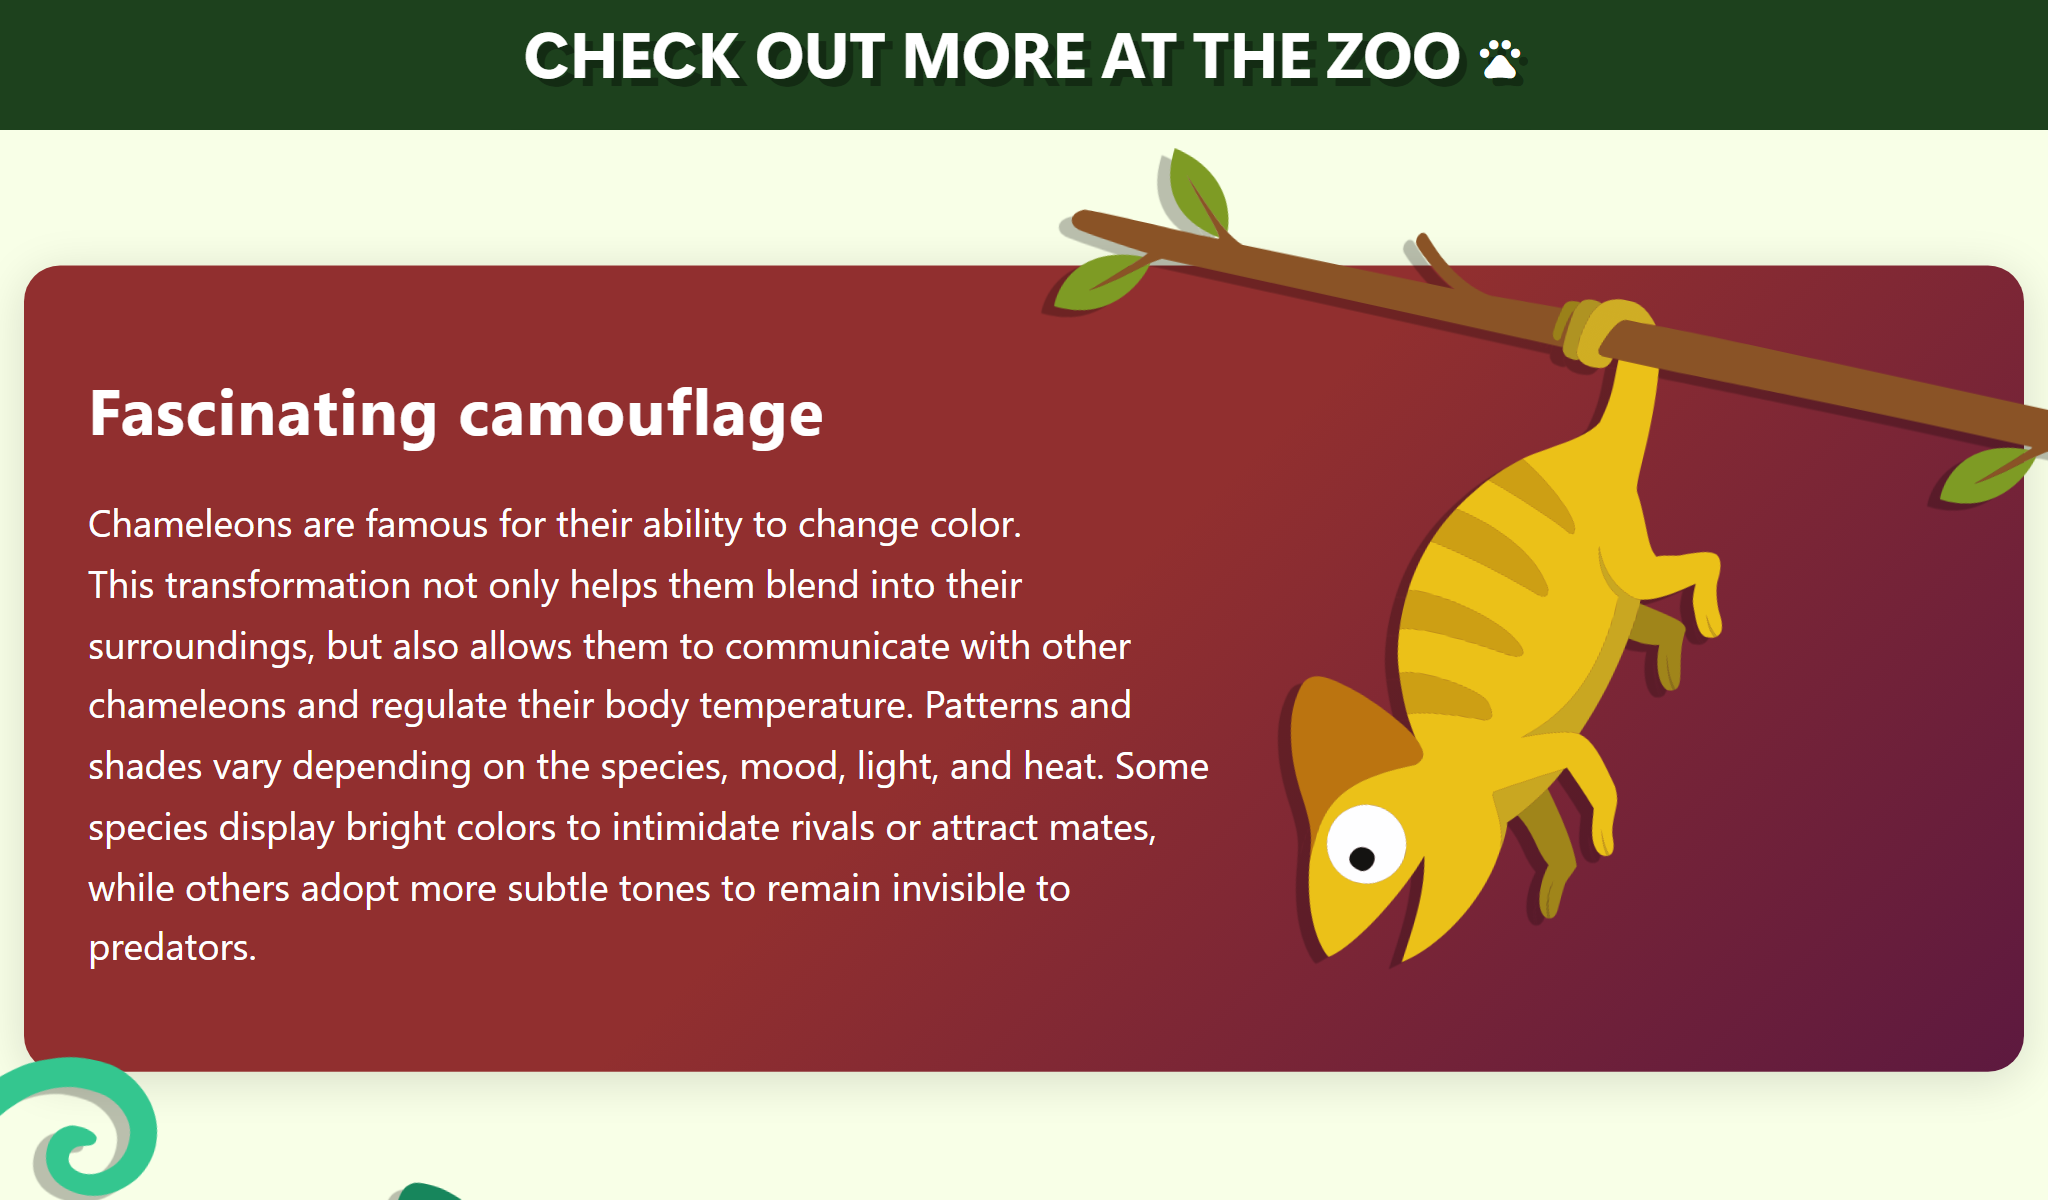 CHECK OUT MORE AT THE ZOO
Fascinating camouflage
Chameleons are famous for their ability to change color.
This transformation not only helps them blend into their
surroundings, but also allows them to communicate with other
chameleons and regulate their body temperature. Patterns and
shades vary depending on the species, mood, light, and heat. Some
species display bright colors to intimidate rivals or attract mates,
while others adopt more subtle tones to remain invisible to
predators.